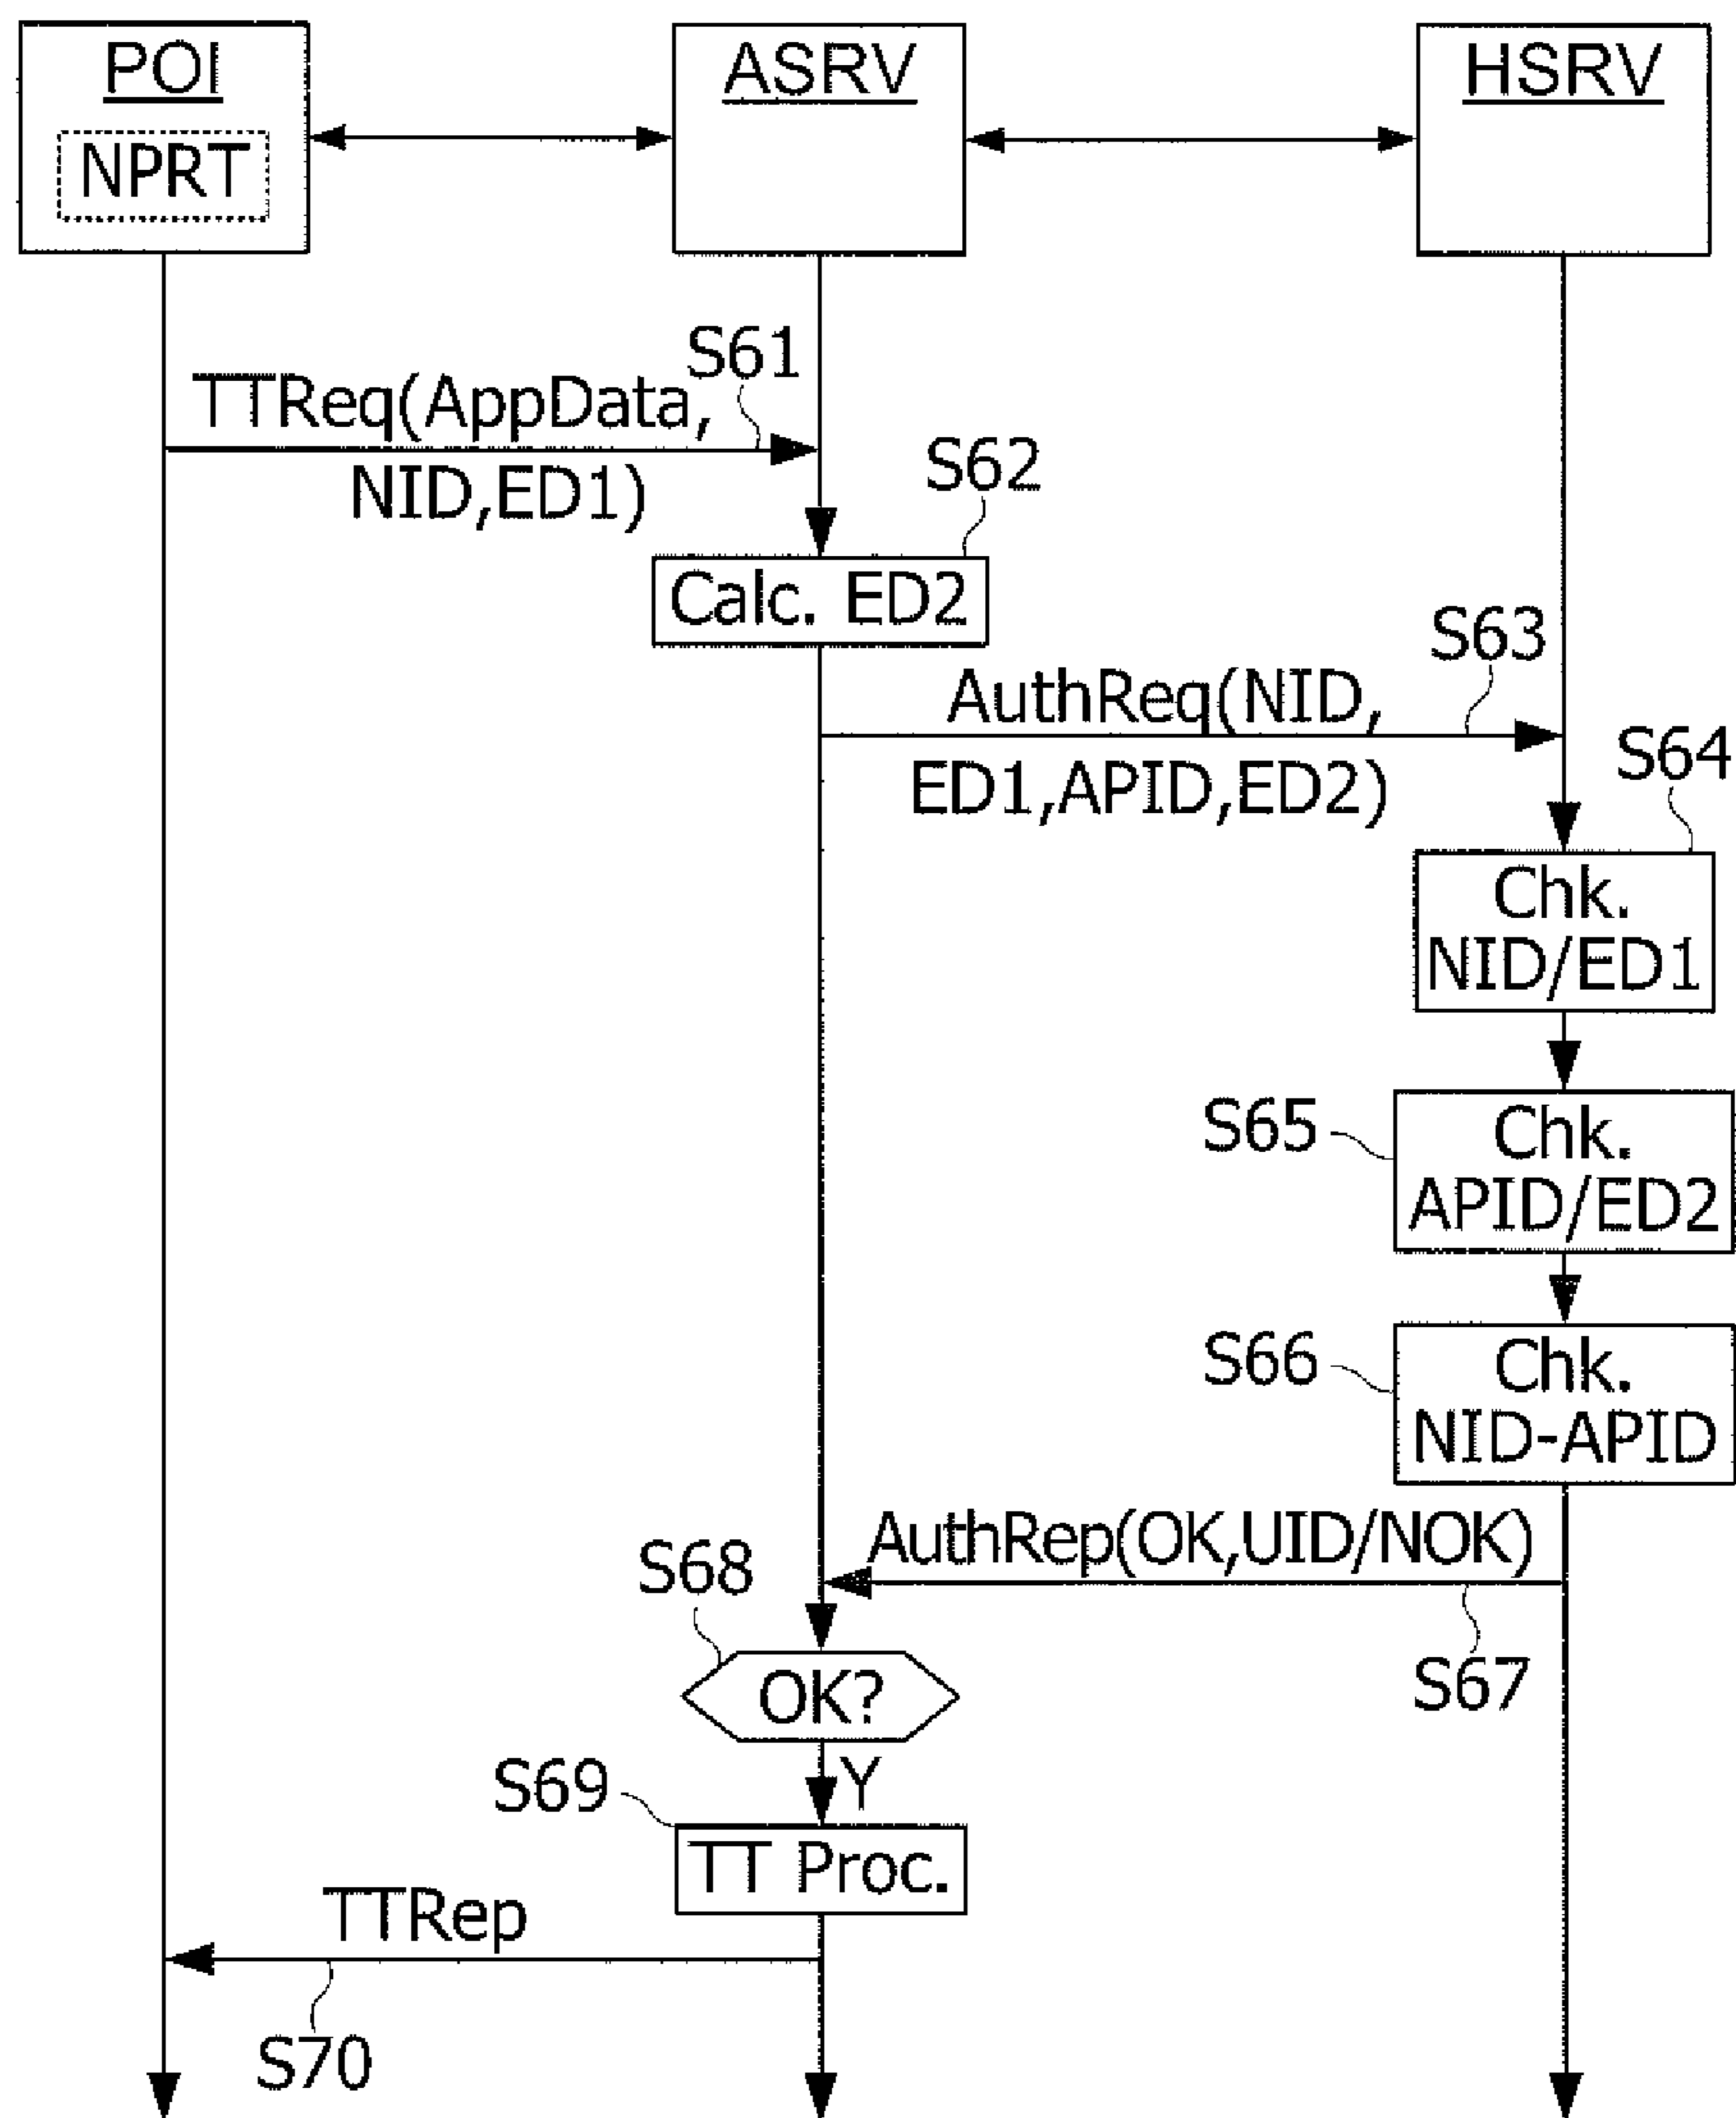 POI
NPRT
ASRV
HSRV
S61
TTReq(AppData,
NID,ED1)
S62
Calc. ED2
S63
AuthReq(NID,
ED1,APID,ED2)
S64
Chk.
NID/ED1
S65
Chk.
APID/ED2
S66
Chk.
NID-APID
AuthRep(OK,UID/NOK)
S67
S68
OK?
Y
S69
TT Proc.
TTRep
S70